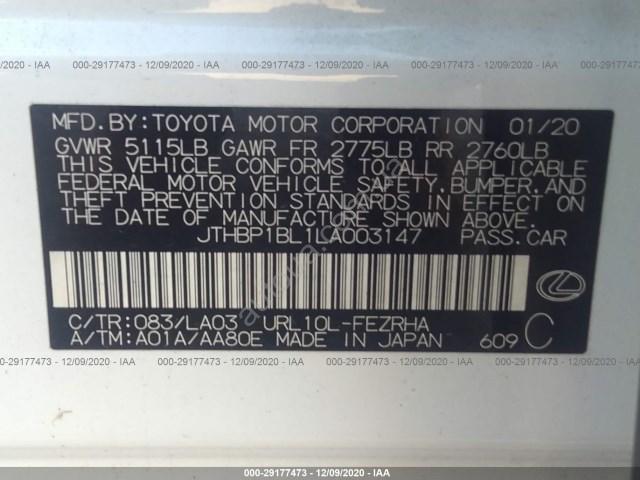 000-29177473 - 12/09/2020 - IAA
MFD.BY:TOYOTA MOTOR CORPORATION 01/20
GVWR 5115LB GAWR FR 2775LB RR 2760LB
THIS VEHICLE CONFORMS TO ALL APPLICABLE
FEDERAL MOTOR VEHICLE SAFETY,BUMPER,AND
THEFT PREVENTION STANDARDS IN EFFECT ON
THE DATE OF MANUFACTURE SHOWN ABOVE.
JTHBP1BL1LA003147 PASS.CAR
C/TR:083/LA03 URL10L-FEZRHA
A/TM:A01A/AA80E MADE IN JAPAN 609 C
000-29177473 - 12/09/2020 - IAA